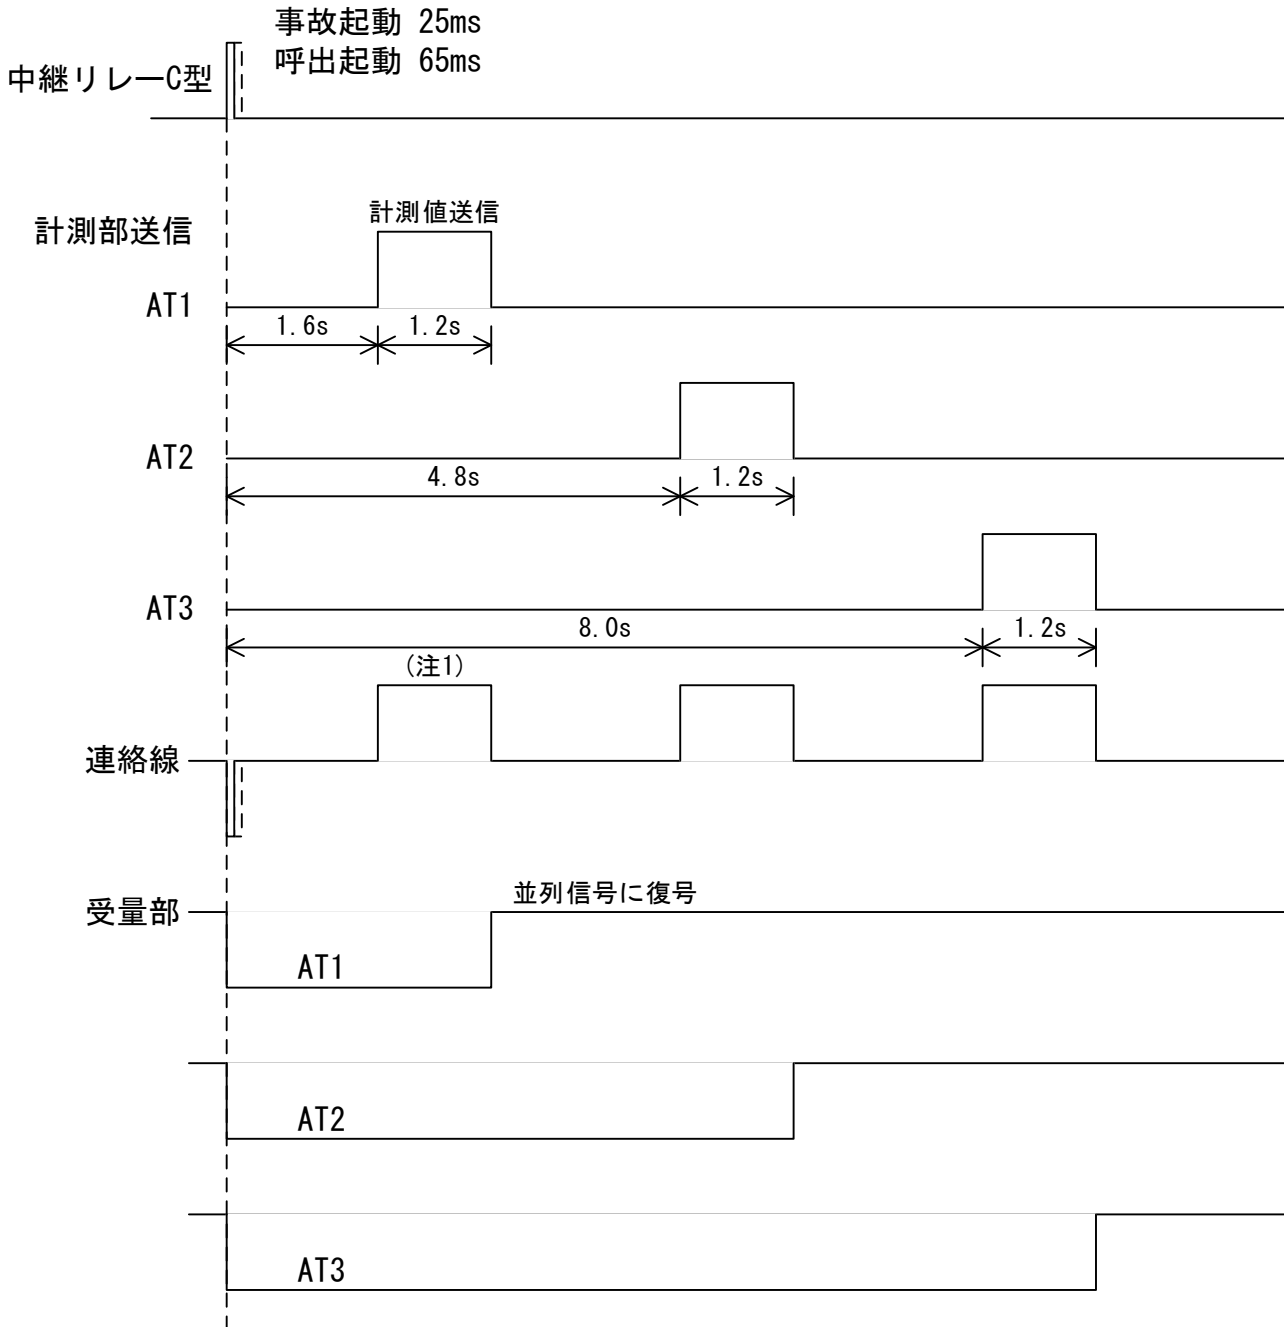 事故起動 25ms
呼出起動 65ms
中継リレーC型
計測値送信
計測部送信
AT1
1.6s
1.2s
AT2
4.8s
1.2s
AT3
8.0s
1.2s
(注1)
連絡線
並列信号に復号
受量部
AT1
AT2
AT3